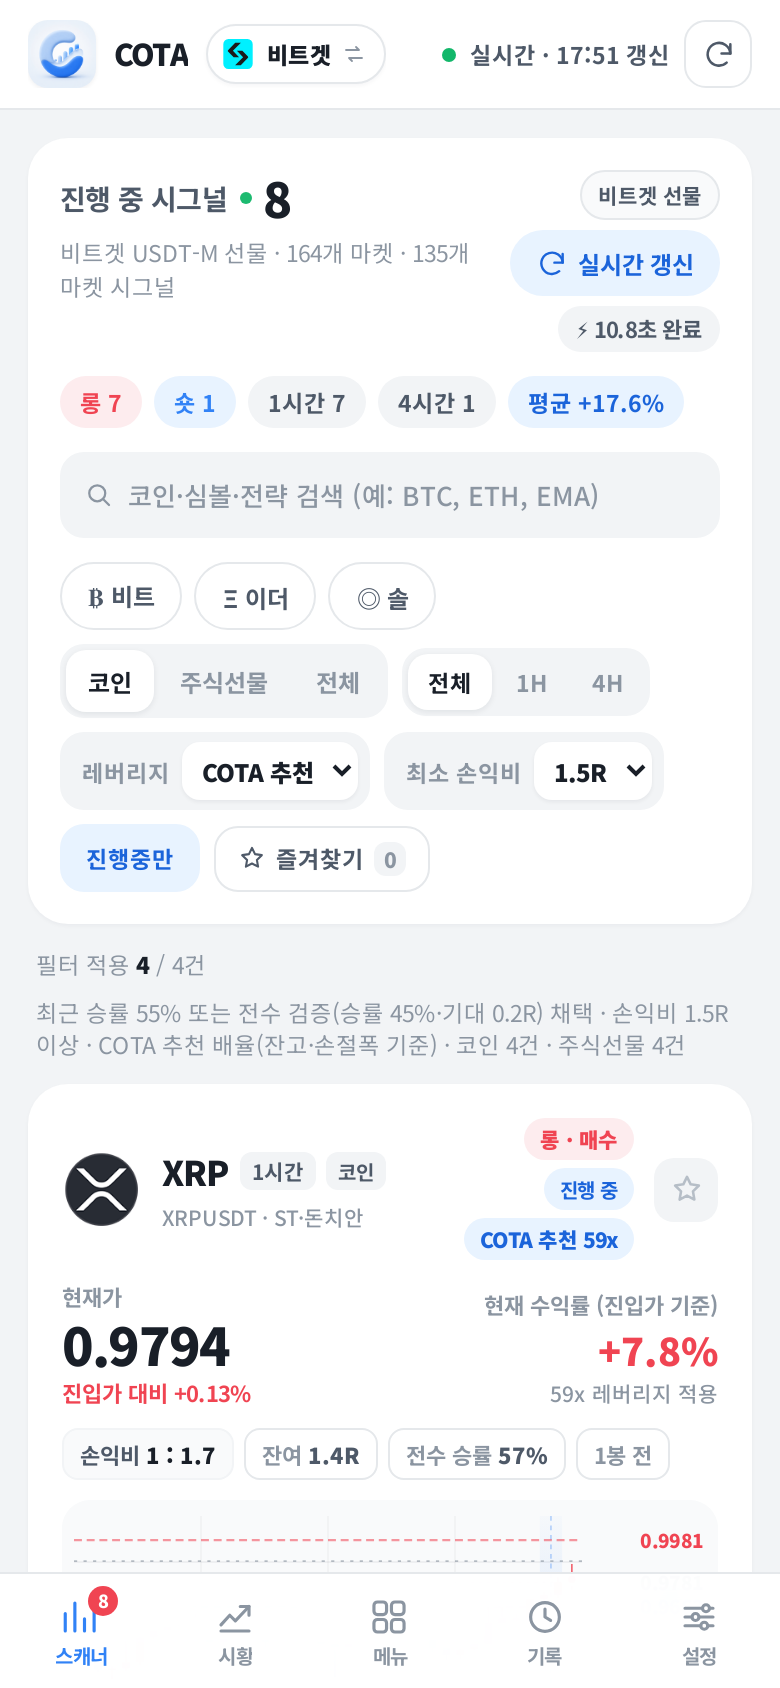 COTA 비트겟 실시간 · 17:51 갱신
진행 중 시그널 8
비트겟 선물
비트겟 USDT-M 선물 · 164개 마켓 · 135개
마켓 시그널
실시간 갱신
⚡ 10.8초 완료
롱 7 숏 1 1시간 7 4시간 1 평균 +17.6%
코인·심볼·전략 검색 (예: BTC, ETH, EMA)
₿ 비트 Ξ 이더 ◎ 솔
코인 주식선물 전체 전체 1H 4H
레버리지 COTA 추천 최소 손익비 1.5R
진행중만 즐겨찾기 0
필터 적용 4 / 4건
최근 승률 55% 또는 전수 검증(승률 45%·기대 0.2R) 채택 · 손익비 1.5R
이상 · COTA 추천 배율(잔고·손절폭 기준) · 코인 4건 · 주식선물 4건
롱 · 매수
XRP 1시간 코인
진행 중
XRPUSDT · ST·돈치안
COTA 추천 59x
현재가
현재 수익률 (진입가 기준)
0.9794
+7.8%
진입가 대비 +0.13%
59x 레버리지 적용
손익비 1 : 1.7 잔여 1.4R 전수 승률 57% 1봉 전
0.9981
8
스캐너 시황 메뉴 기록 설정